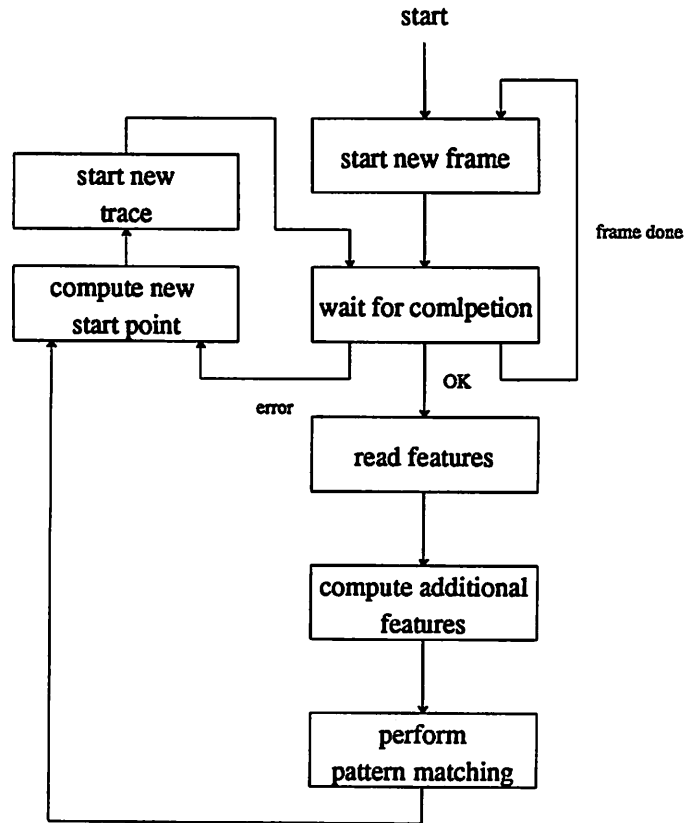 start
start new frame
start new
trace
frame done
compute new
start point
wait for comlpetion
OK
error
read features
compute additional
features
perform
pattern matching